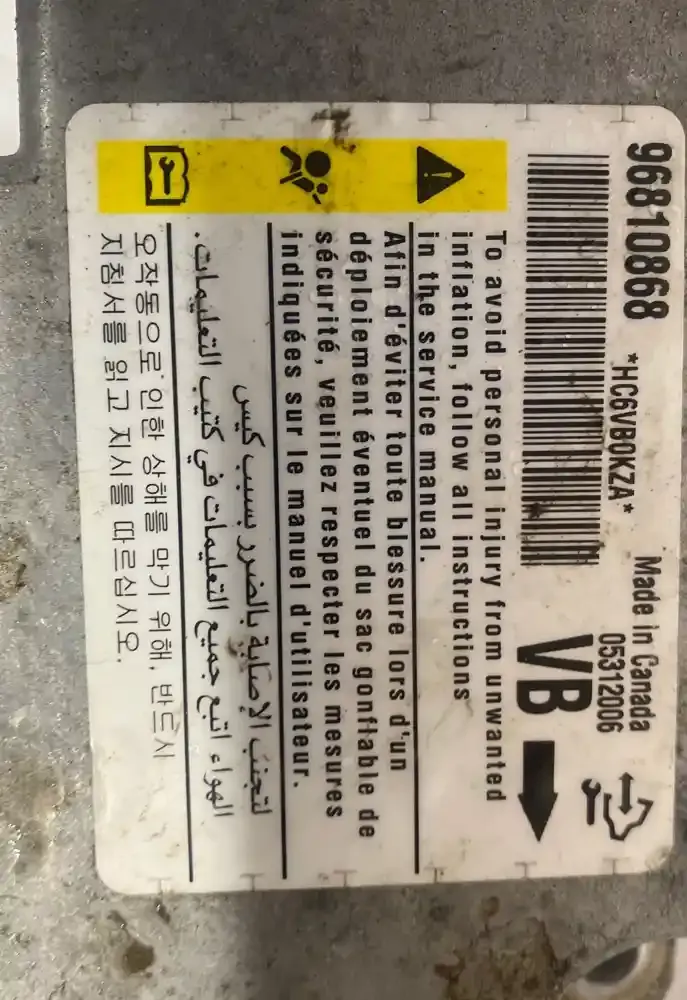 96810868
*HC6VB0KZA*
Made in Canada
05312006
VB
To avoid personal injury from unwanted
inflation, follow all instructions
in the service manual.
Afin d'éviter toute blessure lors d'un
déploiement éventuel du sac gonflable de
sécurité, veuillez respecter les mesures
indiquées sur le manuel d'utilisateur.
لتجنب الإصابة بالضرر بسبب كيس
الهواء اتبع جميع التعليمات في كتيب التعليمات.
오작동으로 인한 상해를 막기 위해, 반드시
지침서를 읽고 지시를 따르십시오.